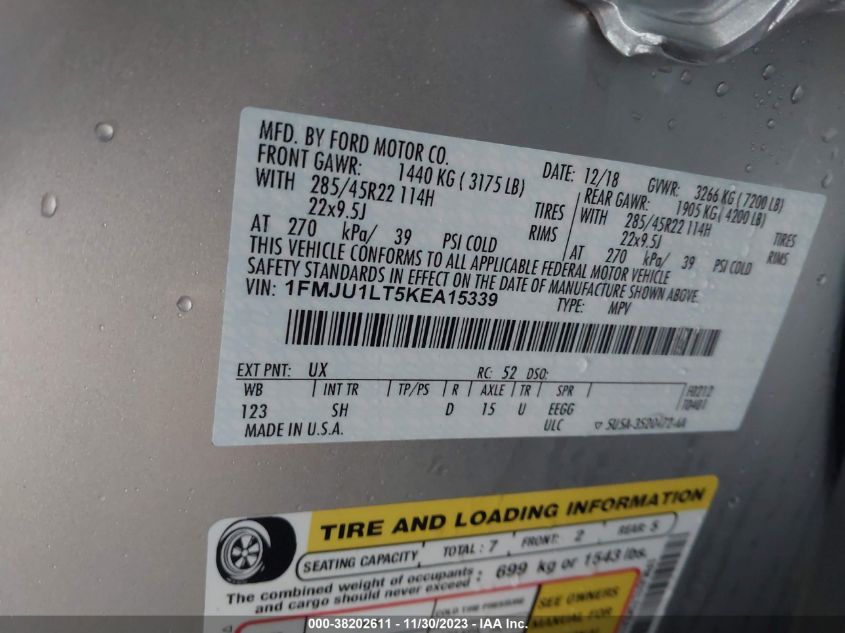 MFD. BY FORD MOTOR CO.
DATE: 12/18 GVWR: 3266 KG ( 7200 LB)
FRONT GAWR: 1440 KG ( 3175 LB) REAR GAWR: 1905 KG ( 4200 LB)
WITH 285/45R22 114H TIRES WITH 285/45R22 114H TIRES
22x9.5J RIMS 22x9.5J RIMS
AT 270 kPa/ 39 PSI COLD AT 270 kPa/ 39 PSI COLD
THIS VEHICLE CONFORMS TO ALL APPLICABLE FEDERAL MOTOR VEHICLE
SAFETY STANDARDS IN EFFECT ON THE DATE OF MANUFACTURE SHOWN ABOVE.
VIN: 1FMJU1LT5KEA15339
TYPE: MPV
EXT PNT: UX RC: 52 DSO:
WB INT TR TP/PS R AXLE TR SPR
123 SH D 15 U EEGG
MADE IN U.S.A. ULC
TIRE AND LOADING INFORMATION
SEATING CAPACITY TOTAL : 7 FRONT: 2 REAR: 5
The combined weight of occupants : 699 kg or 1543 lbs.
and cargo should never exceed
COLD TIRE PRESSURE
SEE OWNERS
MANUAL FOR
000-38202611 - 11/30/2023 - IAA Inc.